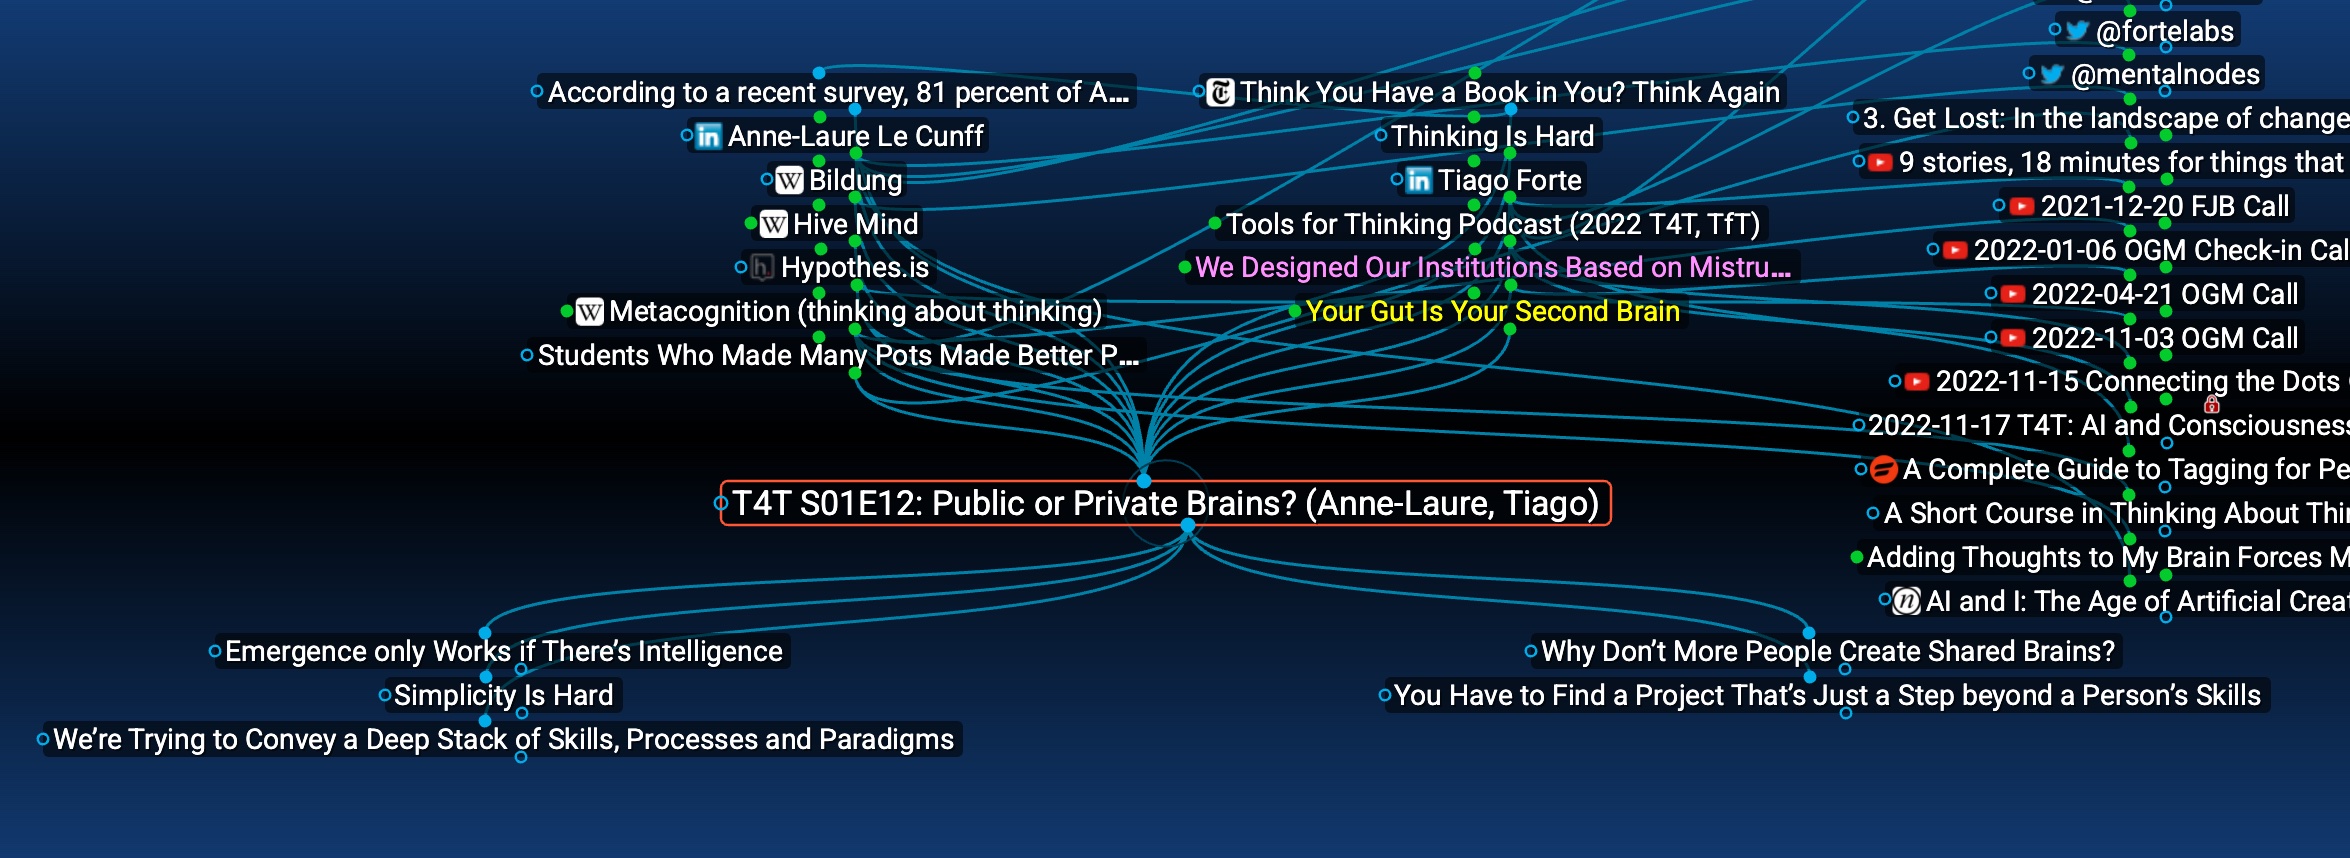 @fortelabs
@mentalnodes
According to a recent survey, 81 percent of A...
Anne-Laure Le Cunff
Bildung
Hive Mind
Hypothes.is
Metacognition (thinking about thinking)
Students Who Made Many Pots Made Better P...
Think You Have a Book in You? Think Again
Thinking Is Hard
Tiago Forte
Tools for Thinking Podcast (2022 T4T, TfT)
We Designed Our Institutions Based on Mistru...
Your Gut Is Your Second Brain
3. Get Lost: In the landscape of change
9 stories, 18 minutes for things that
2021-12-20 FJB Call
2022-01-06 OGM Check-in Cal
2022-04-21 OGM Call
2022-11-03 OGM Call
2022-11-15 Connecting the Dots
2022-11-17 T4T: AI and Consciousness
A Complete Guide to Tagging for Pe
A Short Course in Thinking About Thi
Adding Thoughts to My Brain Forces M
AI and I: The Age of Artificial Crea
T4T S01E12: Public or Private Brains? (Anne-Laure, Tiago)
Emergence only Works if There’s Intelligence
Simplicity Is Hard
We’re Trying to Convey a Deep Stack of Skills, Processes and Paradigms
Why Don’t More People Create Shared Brains?
You Have to Find a Project That’s Just a Step beyond a Person’s Skills